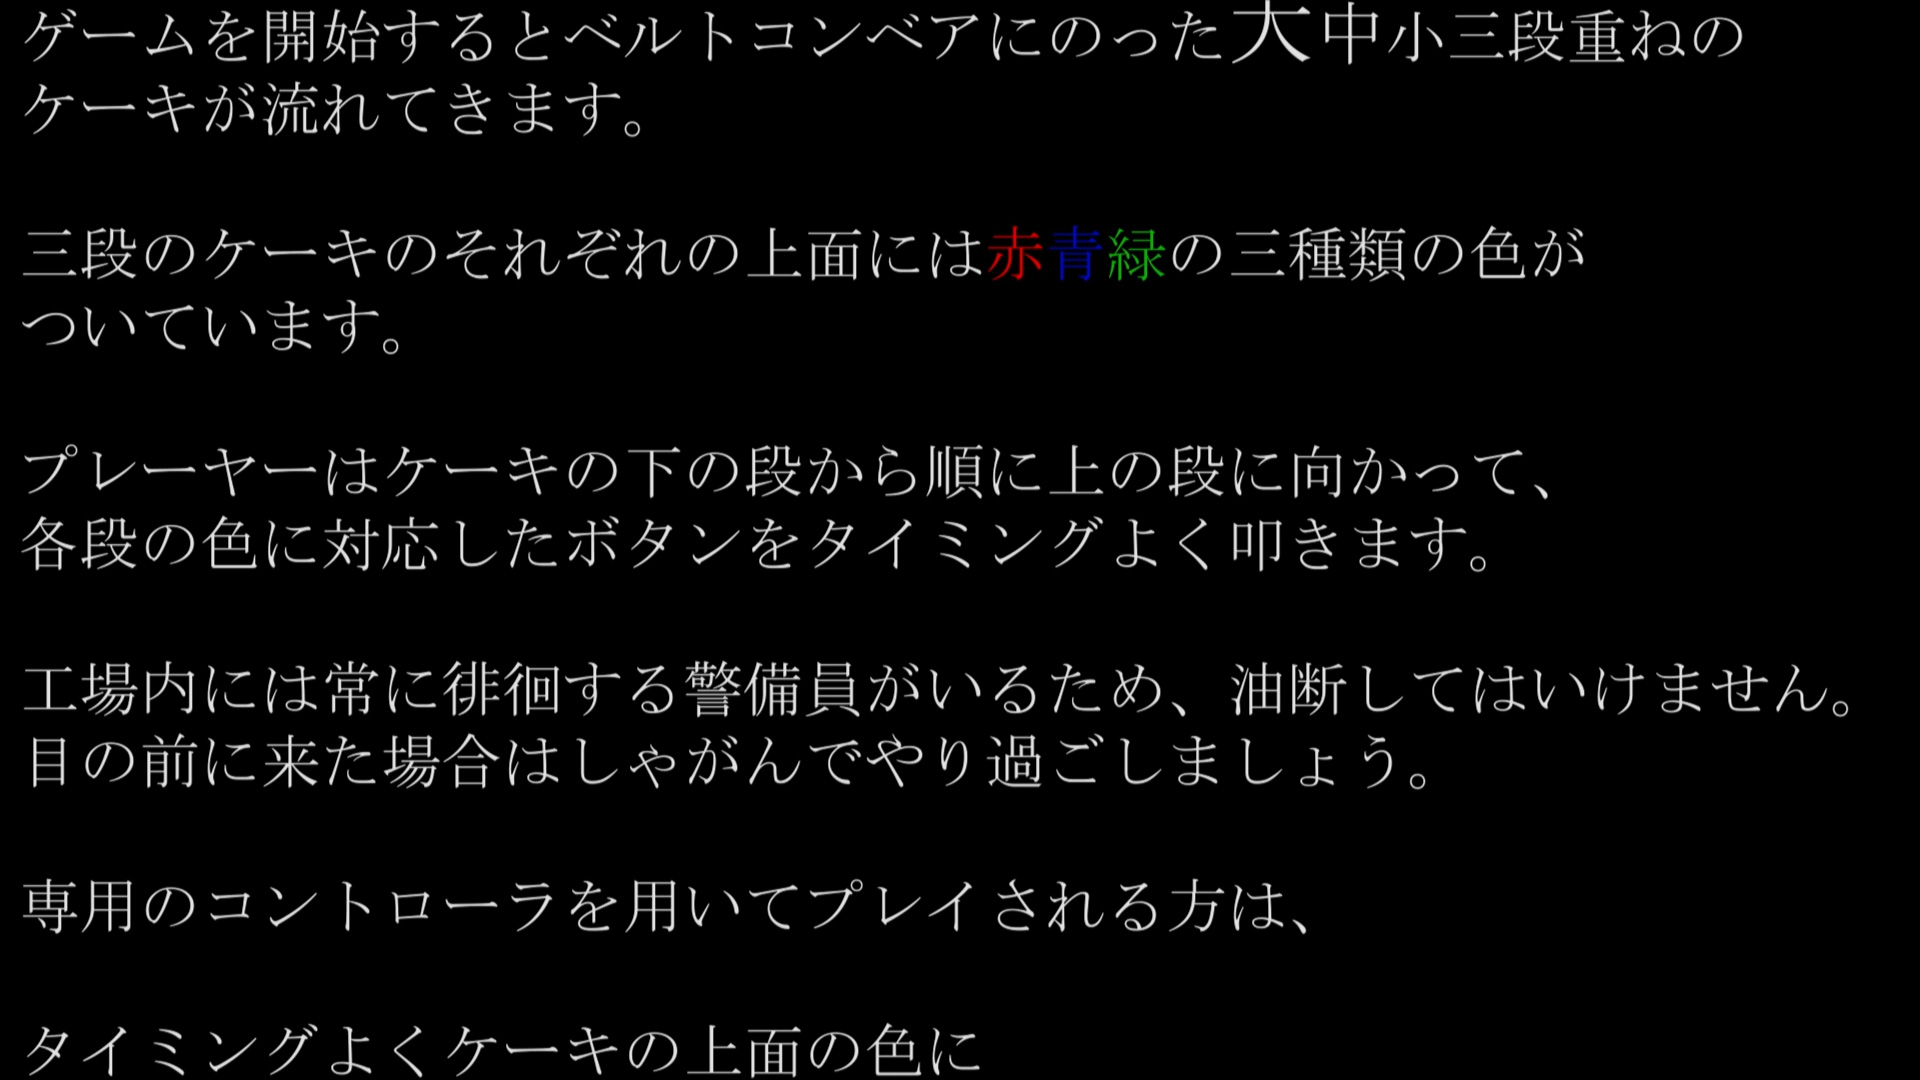 ゲームを開始するとベルトコンベアにのった大中小三段重ねの
ケーキが流れてきます。
三段のケーキのそれぞれの上面には赤青緑の三種類の色が
ついています。
プレーヤーはケーキの下の段から順に上の段に向かって、
各段の色に対応したボタンをタイミングよく叩きます。
工場内には常に徘徊する警備員がいるため、油断してはいけません。
目の前に来た場合はしゃがんでやり過ごしましょう。
専用のコントローラを用いてプレイされる方は、
タイミングよくケーキの上面の色に